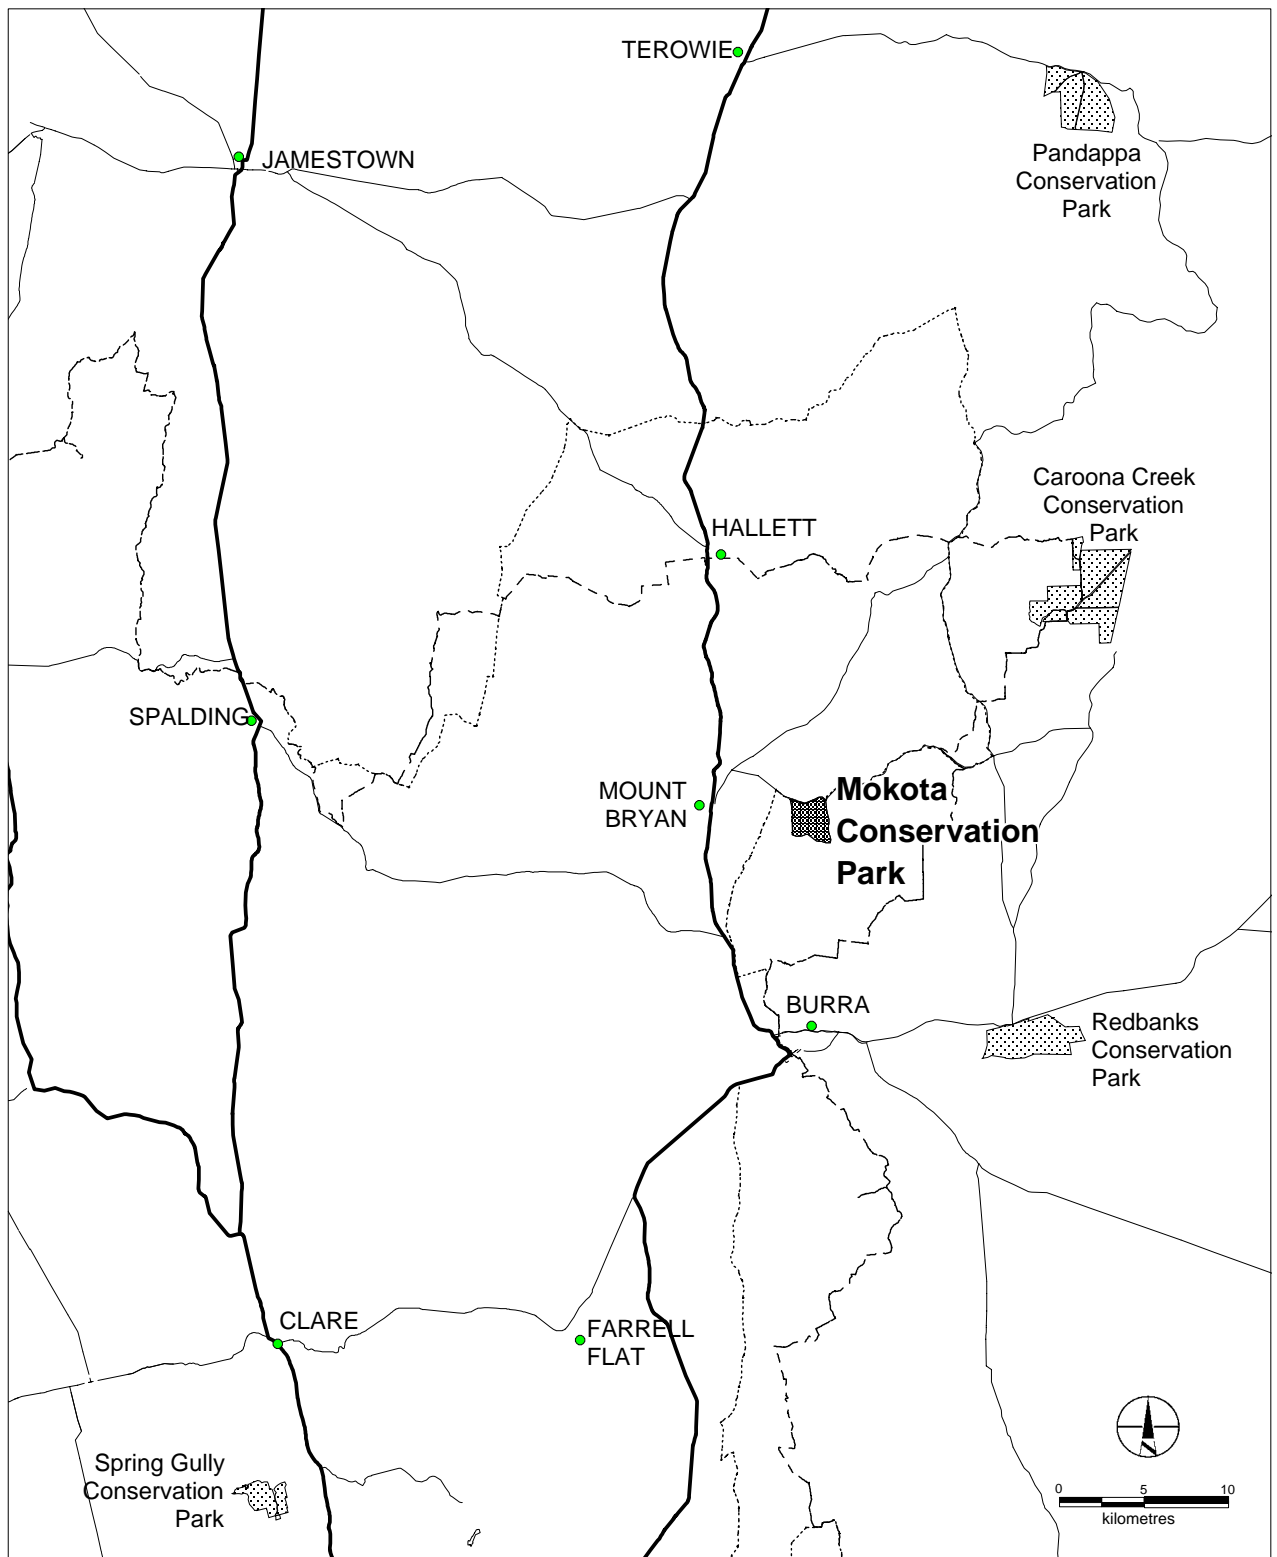 TEROWIE
JAMESTOWN
Pandappa
Conservation
Park
Caroona Creek
Conservation
Park
HALLETT
SPALDING
MOUNT
BRYAN
Mokota
Conservation
Park
BURRA
Redbanks
Conservation
Park
CLARE
FARRELL
FLAT
Spring Gully
Conservation
Park
0 5 10
kilometres